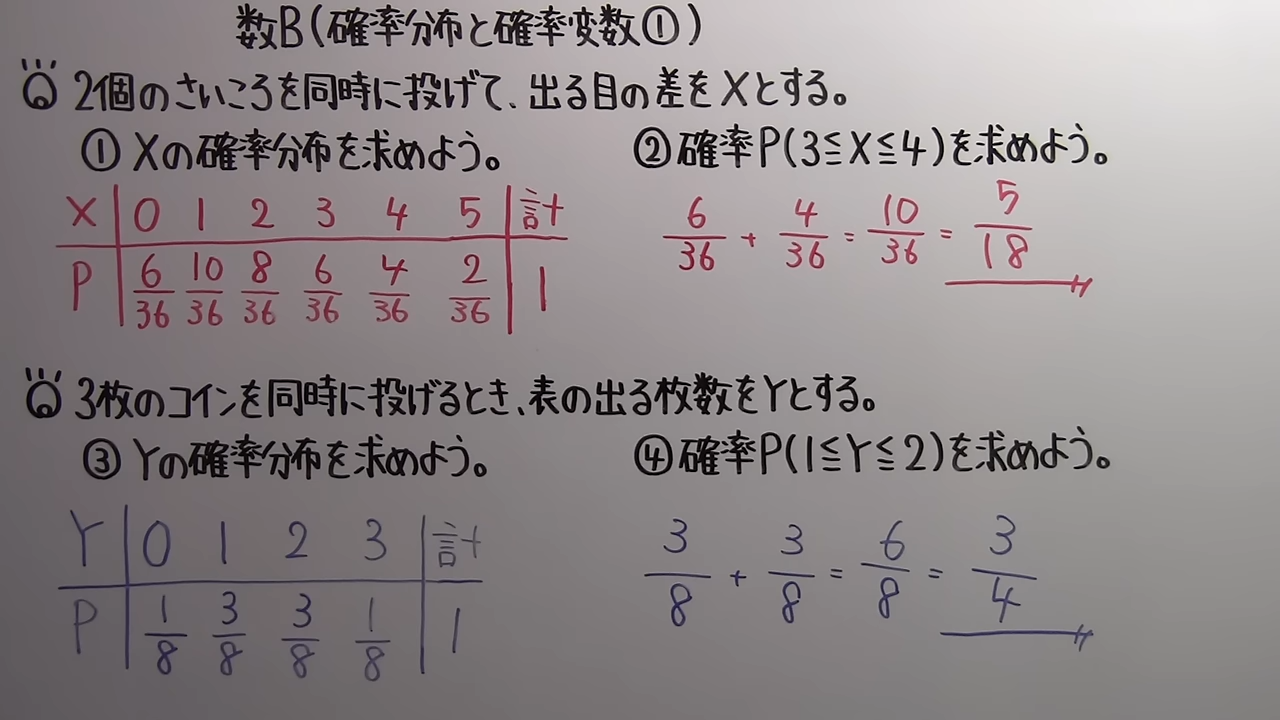 数B(確率分布と確率変数①)
Q 2個のさいころを同時に投げて、出る目の差をXとする。
① Xの確率分布を求めよう。
② 確率P(3≦X≦4)を求めよう。
X 0 1 2 3 4 5 計
P 6/36 10/36 8/36 6/36 4/36 2/36 1
6/36 + 4/36 = 10/36 = 5/18
Q 3枚のコインを同時に投げるとき、表の出る枚数をYとする。
③ Yの確率分布を求めよう。
④ 確率P(1≦Y≦2)を求めよう。
Y 0 1 2 3 計
P 1/8 3/8 3/8 1/8 1
3/8 + 3/8 = 6/8 = 3/4